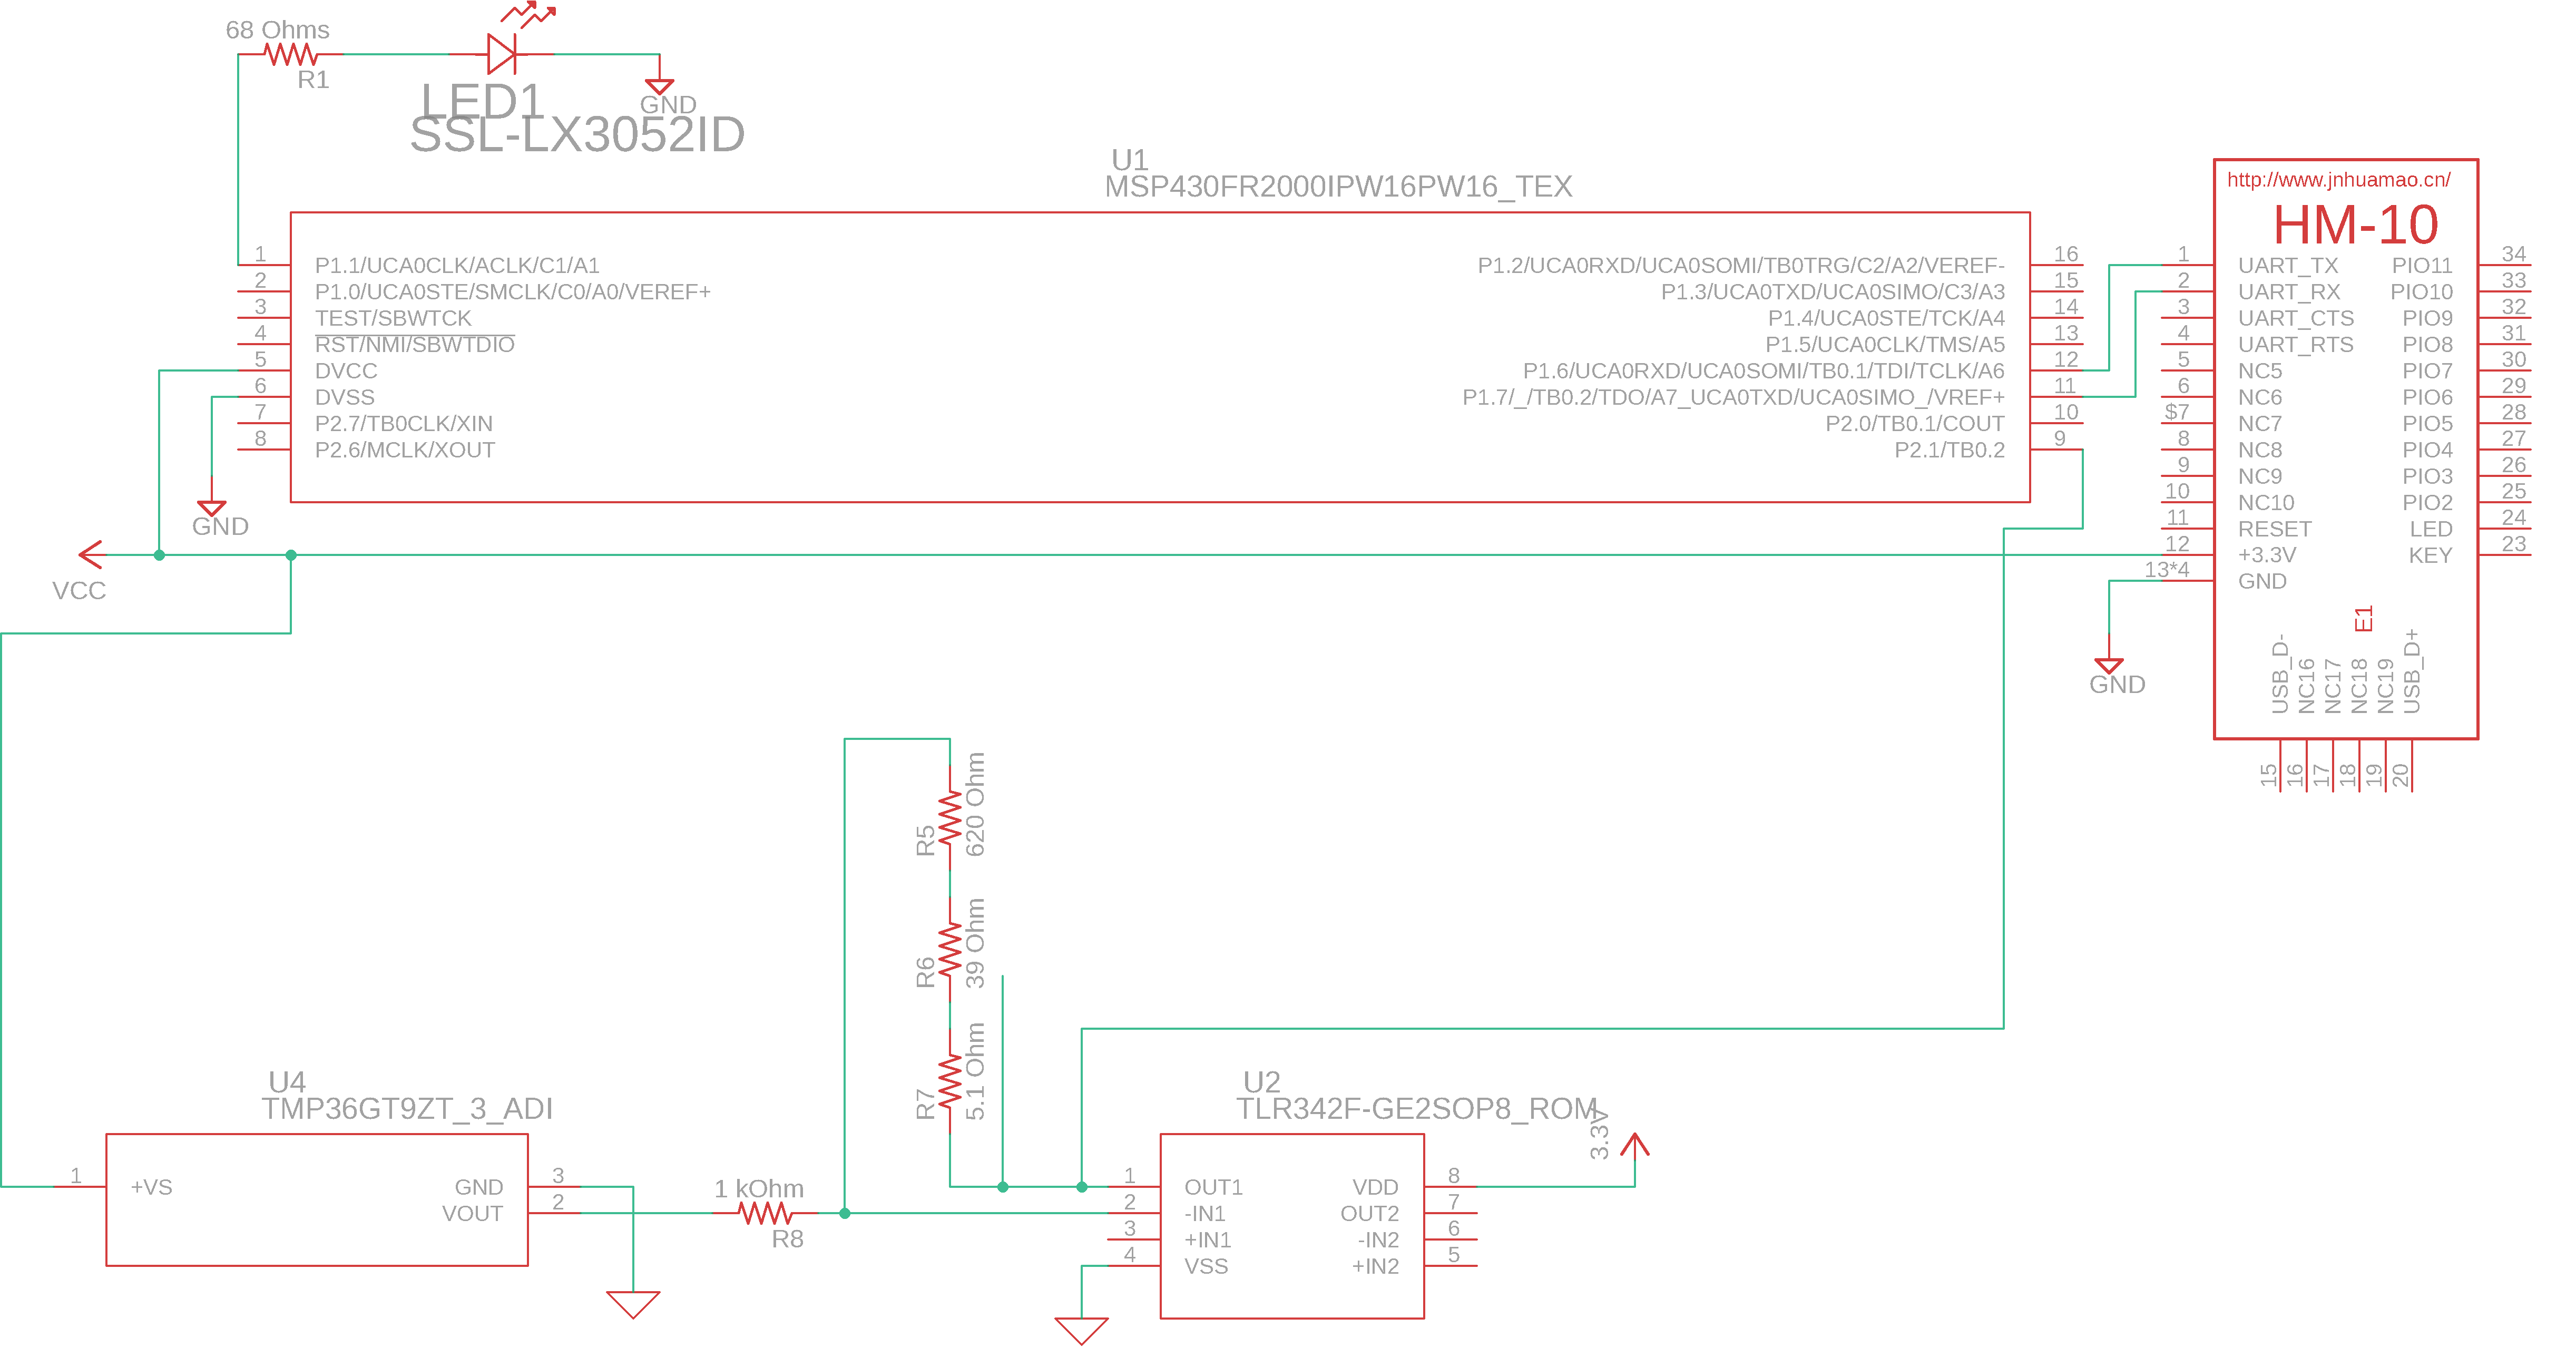 68 Ohms
R1
LED1
SSL-LX3052ID
GND
U1
MSP430FR2000IPW16PW16_TEX
1
P1.1/UCA0CLK/ACLK/C1/A1
2
P1.0/UCA0STE/SMCLK/C0/A0/VEREF+
3
TEST/SBWTCK
4
RST/NMI/SBWTDIO
5
DVCC
6
DVSS
7
P2.7/TB0CLK/XIN
8
P2.6/MCLK/XOUT
16
P1.2/UCA0RXD/UCA0SOMI/TB0TRG/C2/A2/VEREF-
15
P1.3/UCA0TXD/UCA0SIMO/C3/A3
14
P1.4/UCA0STE/TCK/A4
13
P1.5/UCA0CLK/TMS/A5
12
P1.6/UCA0RXD/UCA0SOMI/TB0.1/TDI/TCLK/A6
11
P1.7/_/TB0.2/TDO/A7_UCA0TXD/UCA0SIMO_/VREF+
10
P2.0/TB0.1/COUT
9
P2.1/TB0.2
GND
VCC
http://www.jnhuamao.cn/
HM-10
1 UART_TX PIO11 34
2 UART_RX PIO10 33
3 UART_CTS PIO9 32
4 UART_RTS PIO8 31
5 NC5 PIO7 30
6 NC6 PIO6 29
$7 NC7 PIO5 28
8 NC8 PIO4 27
9 NC9 PIO3 26
10 NC10 PIO2 25
11 RESET LED 24
12 +3.3V KEY 23
13*4 GND
E1
USB_D-
NC16
NC17
NC18
NC19
USB_D+
15
16
17
18
19
20
GND
R5
620 Ohm
R6
39 Ohm
R7
5.1 Ohm
U4
TMP36GT9ZT_3_ADI
1 +VS GND 3
VOUT 2
1 kOhm
R8
U2
TLR342F-GE2SOP8_ROM
3.3V
1 OUT1 VDD 8
2 -IN1 OUT2 7
3 +IN1 -IN2 6
4 VSS +IN2 5